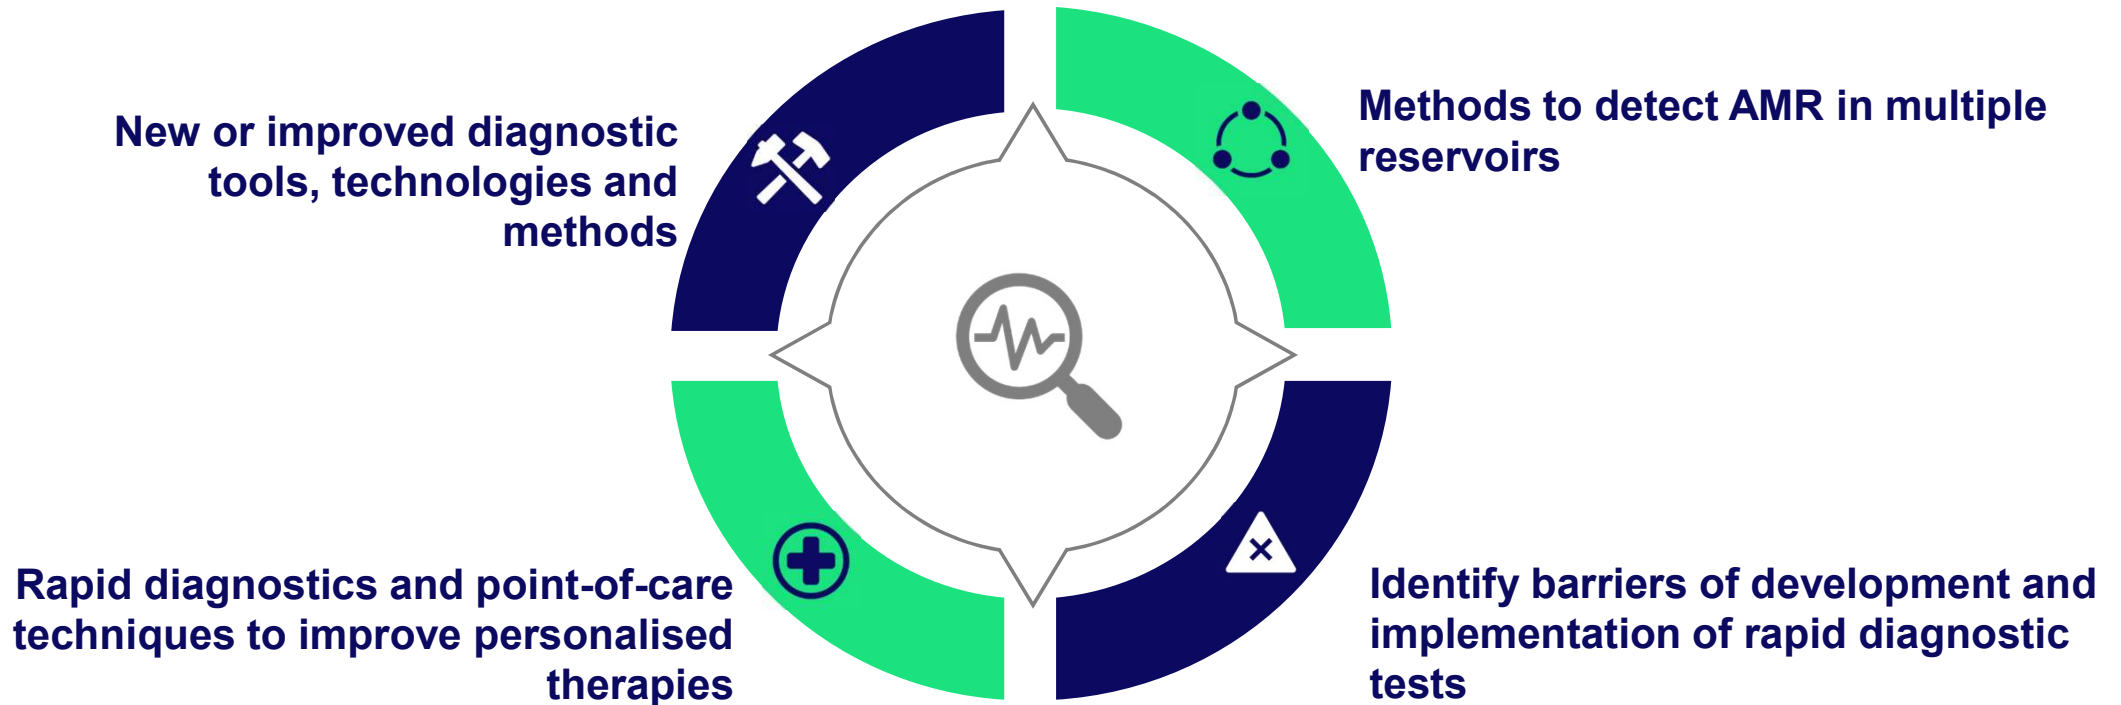 New or improved diagnostic
tools, technologies and
methods
Methods to detect AMR in multiple
reservoirs
Rapid diagnostics and point-of-care
techniques to improve personalised
therapies
Identify barriers of development and
implementation of rapid diagnostic
tests